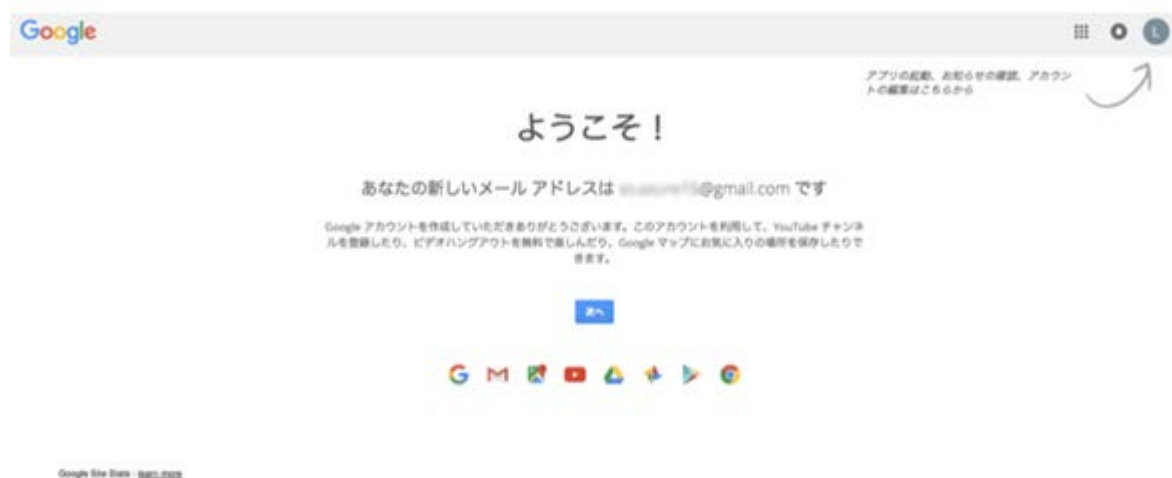 Google
L
アプリの起動、お知らせの確認、アカウン
トの編集はこちらから
ようこそ！
あなたの新しいメール アドレスは @gmail.com です
Google アカウントを作成していただきありがとうございます。このアカウントを利用して、YouTube チャンネ
ルを登録したり、ビデオハングアウトを無料で楽しんだり、Google マップにお気に入りの場所を保存したりで
きます。
次へ
Google Site Stats - learn more